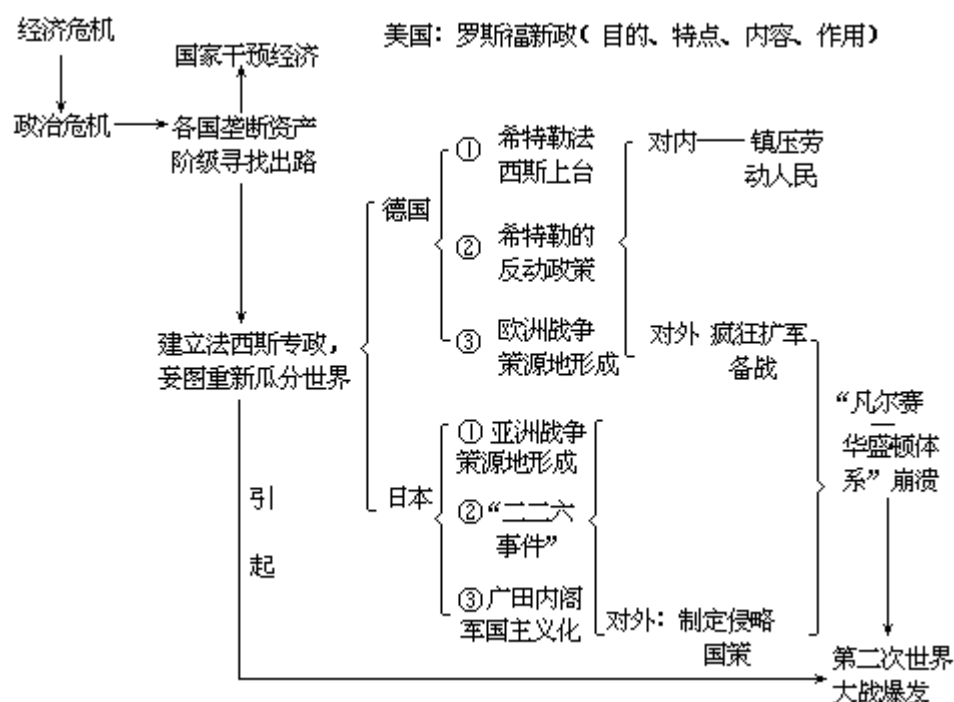 经济危机
美国：罗斯福新政（目的、特点、内容、作用）
国家干预经济
政治危机
各国垄断资产
阶级寻找出路
德国
① 希特勒法
西斯上台
② 希特勒的
反动政策
③ 欧洲战争
策源地形成
对内——镇压劳
动人民
对外 疯狂扩军
备战
建立法西斯专政，
妄图重新瓜分世界
日本
① 亚洲战争
策源地形成
②“二二六
事件”
③广田内阁
军国主义化
对外：制定侵略
国策
“凡尔赛
—
华盛顿体
系”崩溃
引
起
第二次世界
大战爆发